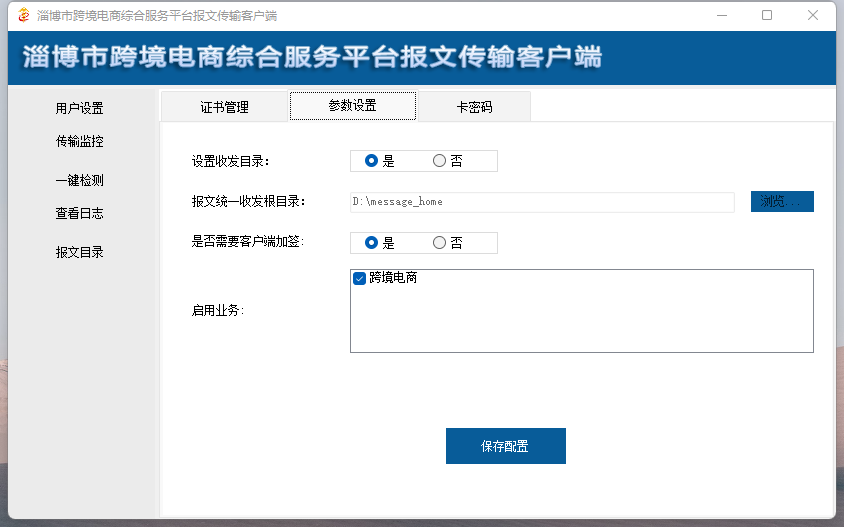 淄博市跨境电商综合服务平台报文传输客户端
淄博市跨境电商综合服务平台报文传输客户端
用户设置
传输监控
一键检测
查看日志
报文目录
证书管理
参数设置
卡密码
设置收发目录：
是
否
报文统一收发根目录：
D:\message_home
浏览...
是否需要客户端加签：
是
否
启用业务：
跨境电商
保存配置